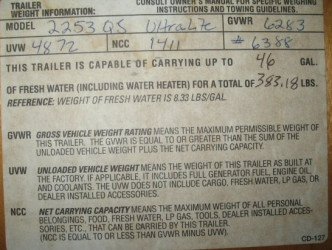 TRAILER
WEIGHT INFORMATION:
CONSULT OWNER'S MANUAL FOR SPECIFIC WEIGHING
INSTRUCTIONS AND TOWING GUIDELINES.
MODEL 2253 QS UltraLite GVWR 6283
UVW 4872 NCC 1411 # 6388
THIS TRAILER IS CAPABLE OF CARRYING UP TO 46 GAL.
OF FRESH WATER (INCLUDING WATER HEATER) FOR A TOTAL OF 383.18 LBS.
REFERENCE: WEIGHT OF FRESH WATER IS 8.33 LBS/GAL.
GVWR GROSS VEHICLE WEIGHT RATING MEANS THE MAXIMUM PERMISSIBLE WEIGHT OF
THIS TRAILER. THE GVWR IS EQUAL TO OR GREATER THAN THE SUM OF THE
UNLOADED VEHICLE WEIGHT PLUS THE NET CARRYING CAPACITY.
UVW UNLOADED VEHICLE WEIGHT MEANS THE WEIGHT OF THIS TRAILER AS BUILT AT
THE FACTORY. IF APPLICABLE, IT INCLUDES FULL GENERATOR FUEL, ENGINE OIL
AND COOLANTS. THE UVW DOES NOT INCLUDE CARGO, FRESH WATER, LP GAS, OR
DEALER INSTALLED ACCESSORIES.
NCC NET CARRYING CAPACITY MEANS THE MAXIMUM WEIGHT OF ALL PERSONAL
BELONGINGS, FOOD, FRESH WATER, LP GAS, TOOLS, DEALER INSTALLED ACCES-
SORIES, ETC., THAT CAN BE CARRIED BY THIS TRAILER.
(NCC IS EQUAL TO OR LESS THAN GVWR MINUS UVW).
CD-127